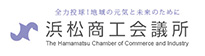 全力投球！地域の元気と未来のために
浜松商工会議所
The Hamamatsu Chamber of Commerce and Industry